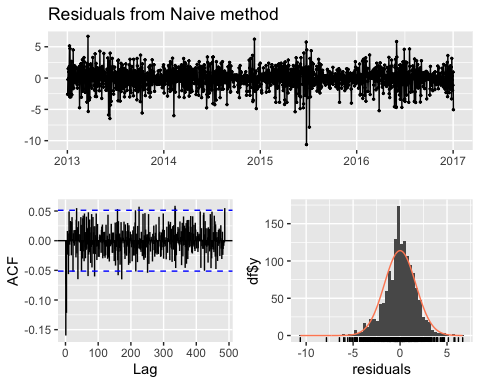 Residuals from Naive method
5
0
-5
-10
2013 2014 2015 2016 2017
0.05
0.00
-0.05
-0.10
-0.15
ACF
0 100 200 300 400 500
Lag
150
100
50
0
df$y
-10 -5 0 5
residuals